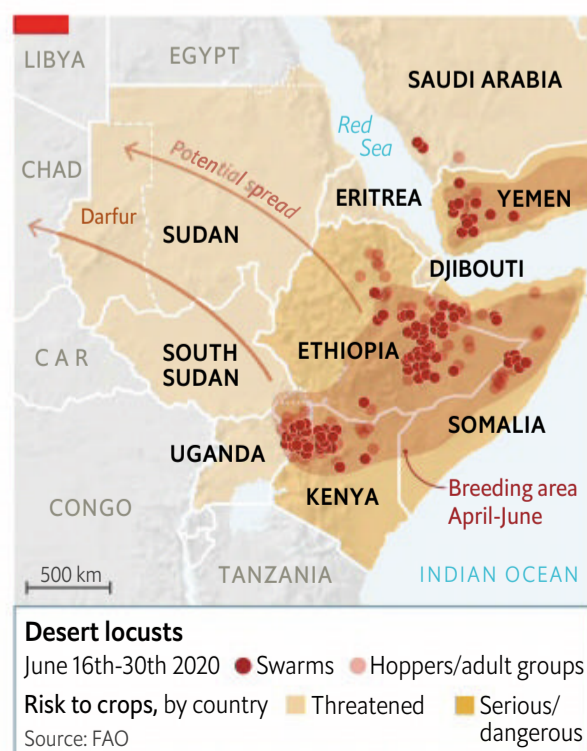 LIBYA
EGYPT
SAUDI ARABIA
Red
Sea
CHAD
Potential spread
ERITREA
YEMEN
Darfur
SUDAN
DJIBOUTI
CAR
SOUTH
SUDAN
ETHIOPIA
SOMALIA
UGANDA
KENYA
Breeding area
April-June
CONGO
500 km
TANZANIA
INDIAN OCEAN
Desert locusts
June 16th-30th 2020 Swarms Hoppers/adult groups
Risk to crops, by country Threatened Serious/
dangerous
Source: FAO